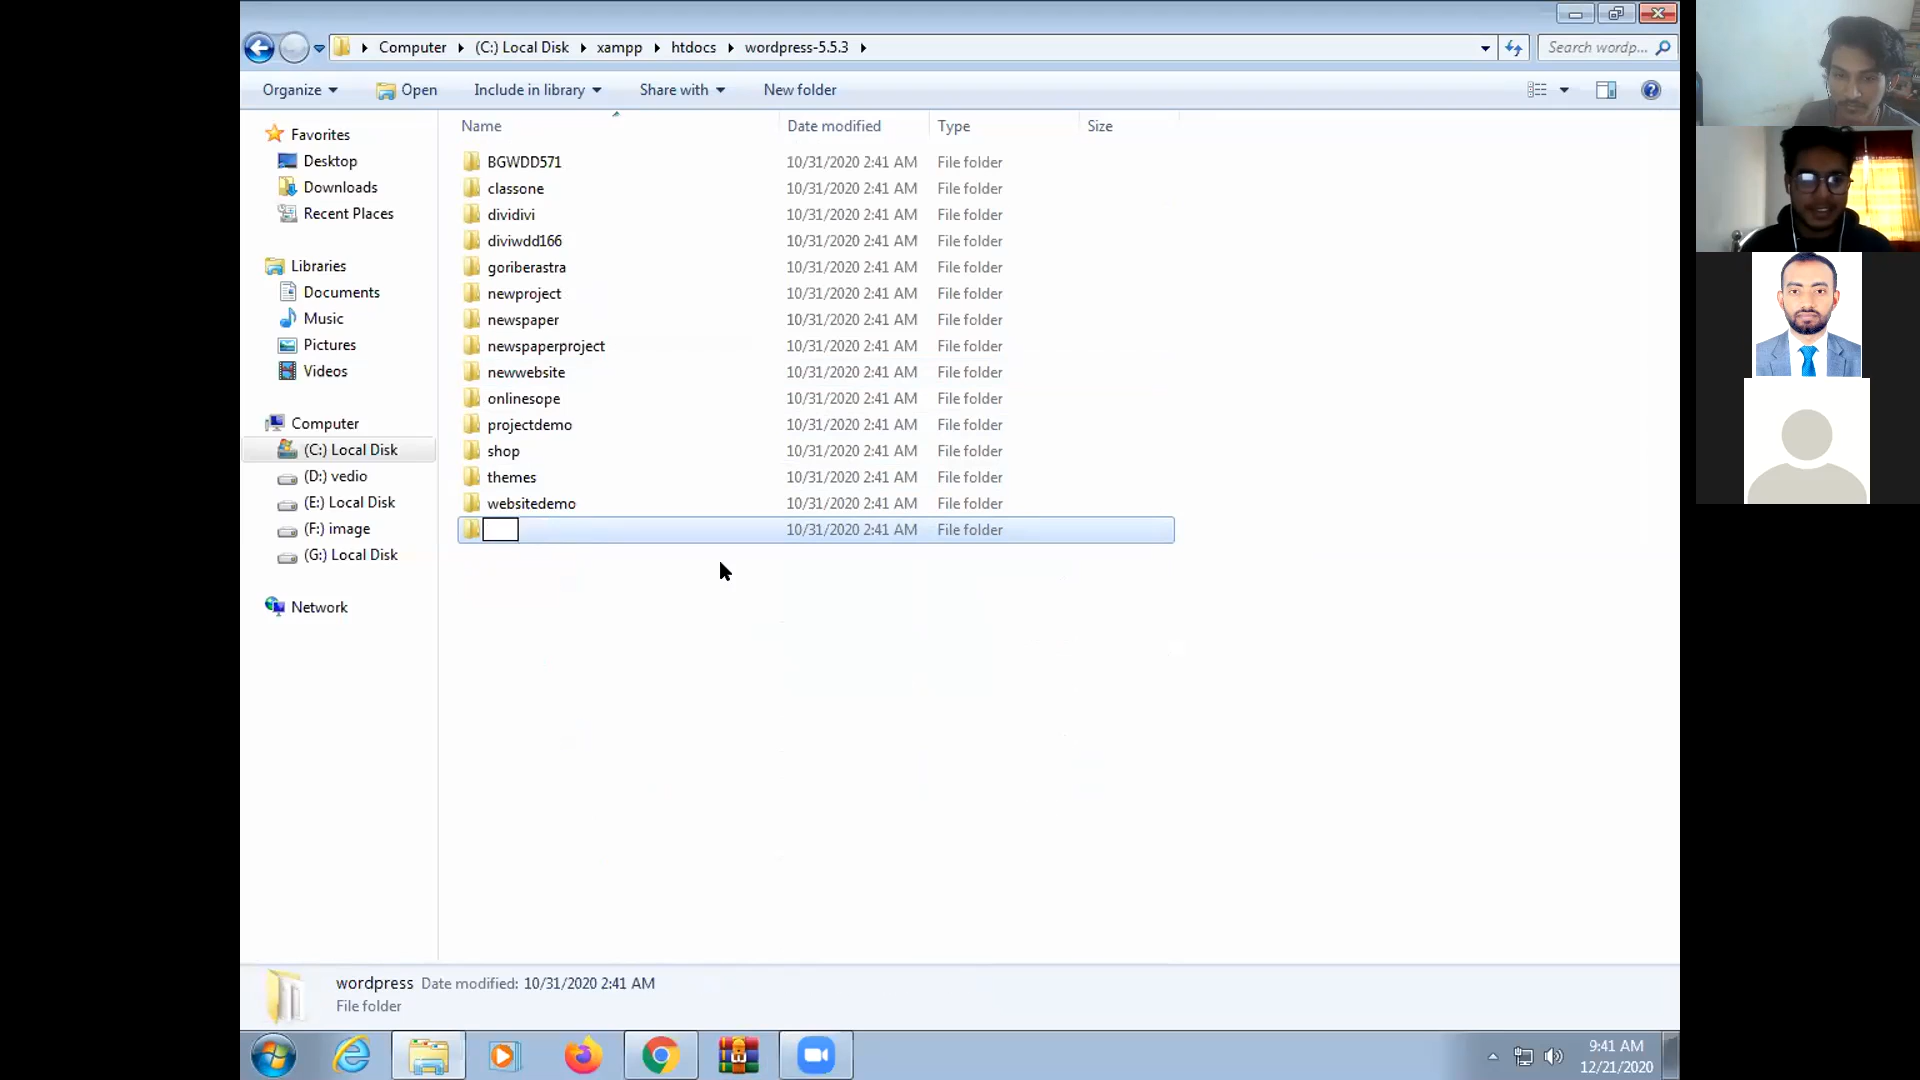 Computer (C:) Local Disk xampp htdocs wordpress-5.5.3
Search wordp...
Organize Open Include in library Share with New folder
Name Date modified Type Size
Favorites
Desktop
Downloads
Recent Places
Libraries
Documents
Music
Pictures
Videos
Computer
(C:) Local Disk
(D:) vedio
(E:) Local Disk
(F:) image
(G:) Local Disk
Network
BGWDD571 10/31/2020 2:41 AM File folder
classone 10/31/2020 2:41 AM File folder
dividivi 10/31/2020 2:41 AM File folder
diviwdd166 10/31/2020 2:41 AM File folder
goriberastra 10/31/2020 2:41 AM File folder
newproject 10/31/2020 2:41 AM File folder
newspaper 10/31/2020 2:41 AM File folder
newspaperproject 10/31/2020 2:41 AM File folder
newwebsite 10/31/2020 2:41 AM File folder
onlinesope 10/31/2020 2:41 AM File folder
projectdemo 10/31/2020 2:41 AM File folder
shop 10/31/2020 2:41 AM File folder
themes 10/31/2020 2:41 AM File folder
websitedemo 10/31/2020 2:41 AM File folder
10/31/2020 2:41 AM File folder
wordpress Date modified: 10/31/2020 2:41 AM
File folder
9:41 AM
12/21/2020